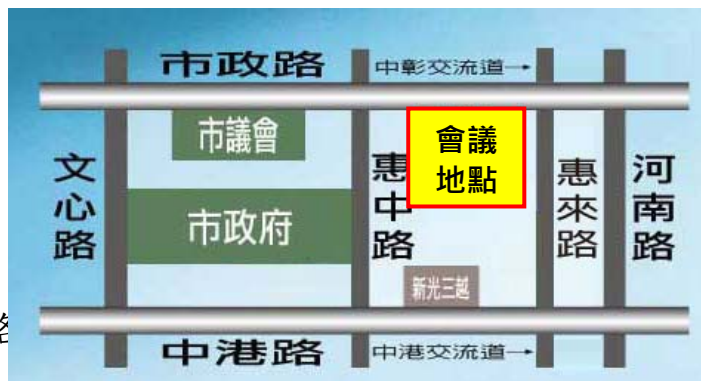 市政路
中彰交流道→
市議會
會議
地點
文心路
惠中路
惠來路
河南路
市政府
新光三越
中港路
中港交流道→